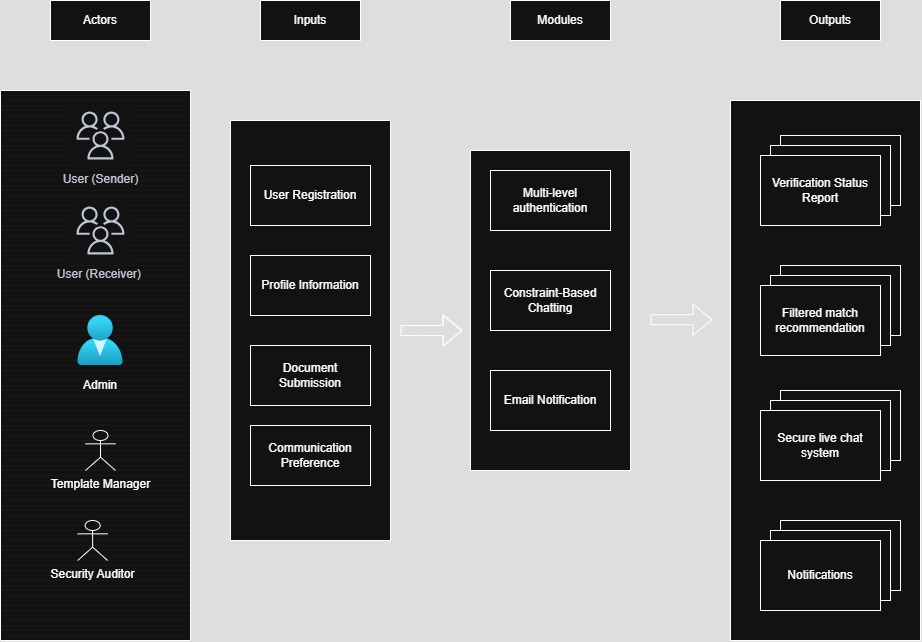 Actors
Inputs
Modules
Outputs
User (Sender)
User (Receiver)
Admin
Template Manager
Security Auditor
User Registration
Profile Information
Document
Submission
Communication
Preference
Multi-level
authentication
Constraint-Based
Chatting
Email Notification
Verification Status
Report
Filtered match
recommendation
Secure live chat
system
Notifications